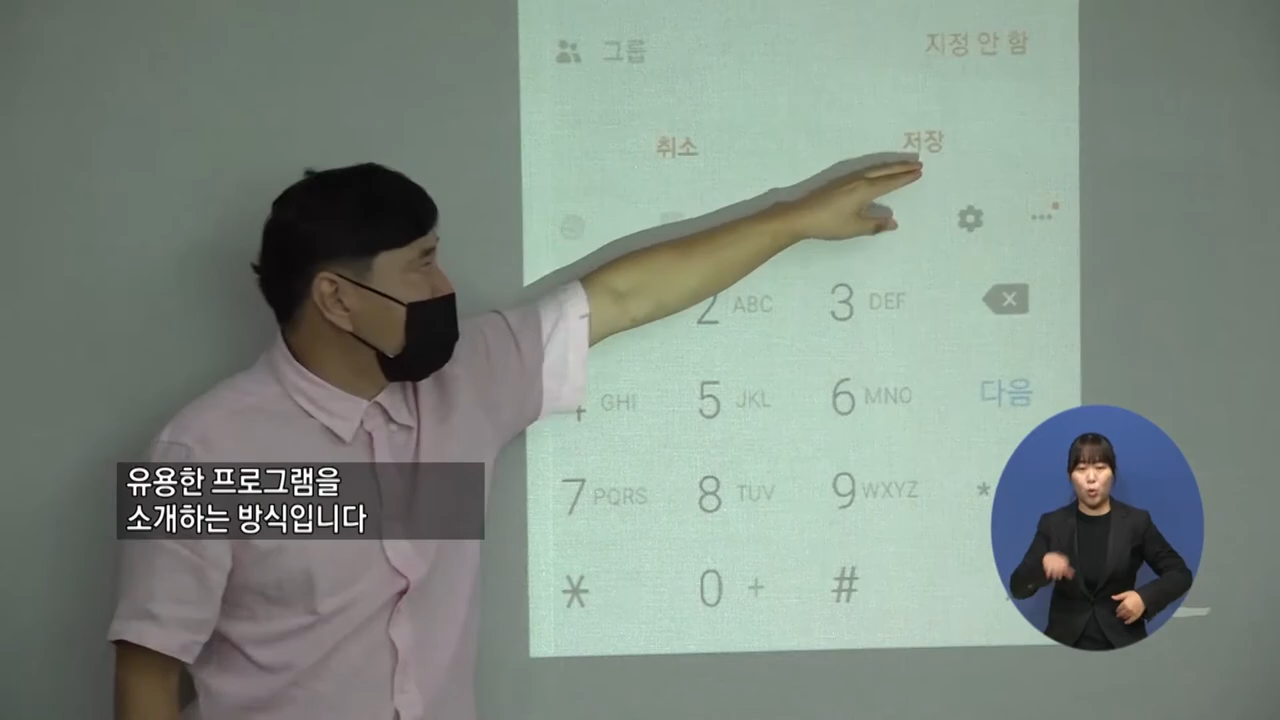 그룹 지정 안 함
취소 저장
2 ABC 3 DEF
4 GHI 5 JKL 6 MNO 다음
7 PQRS 8 TUV 9 WXYZ *
* 0 + #
유용한 프로그램을
소개하는 방식입니다